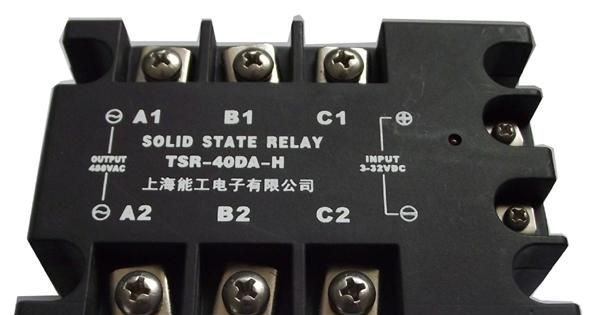 A1 B1 C1
SOLID STATE RELAY
TSR-40DA-H
上海能工电子有限公司
A2 B2 C2
OUTPUT
480VAC
INPUT
3-32VDC